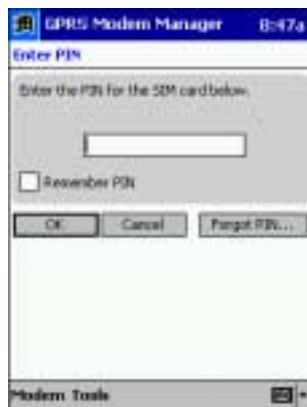 GPRS Modem Manager 8:47a
Enter PIN
Enter the PIN for the SIM card below.
Remember PIN
OK Cancel Forgot PIN...
Modem Tools